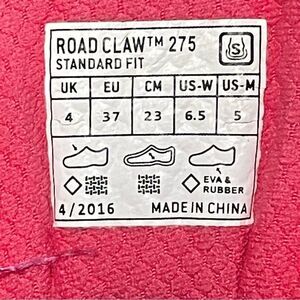 ROAD CLAW™ 275
STANDARD FIT
S
UK EU CM US-W US-M
4 37 23 6.5 5
EVA &
RUBBER
4/2016 MADE IN CHINA